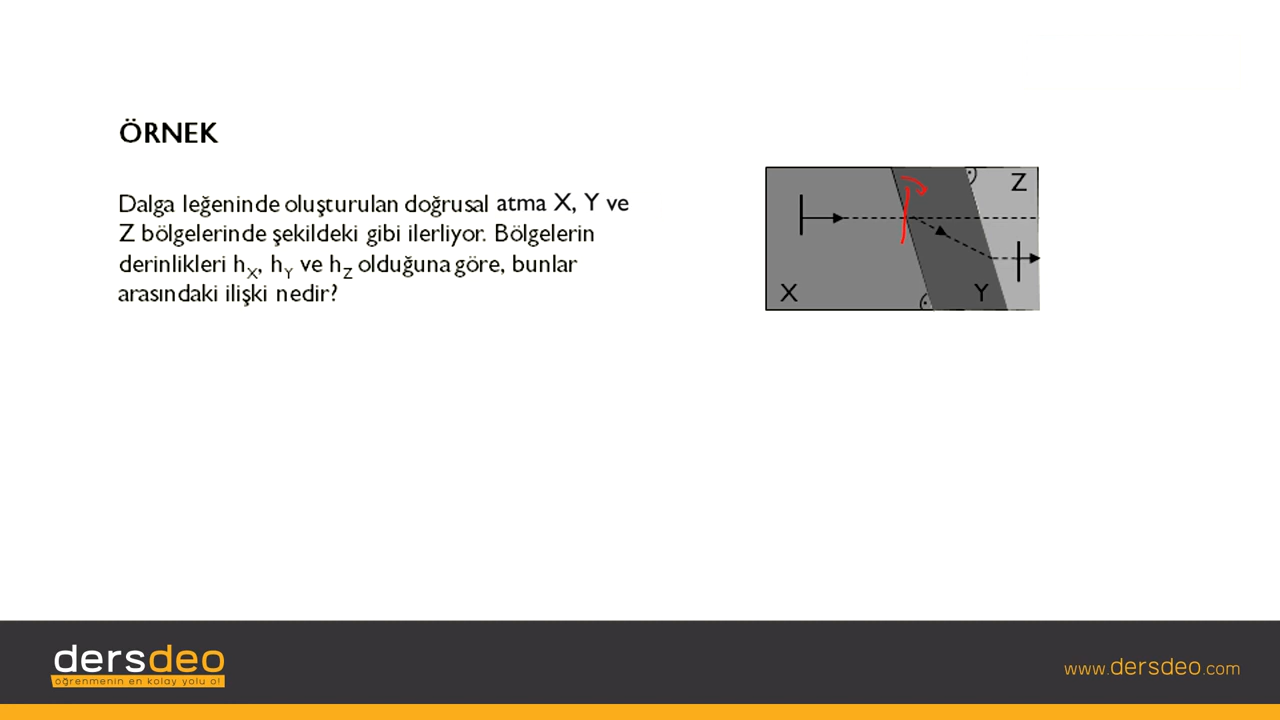 ÖRNEK
Dalga leğeninde oluşturulan doğrusal atma X, Y ve
Z bölgelerinde şekildeki gibi ilerliyor. Bölgelerin
derinlikleri hX, hY ve hZ olduğuna göre, bunlar
arasındaki ilişki nedir?
Z
X
Y
dersdeo
öğrenmenin en kolay yolu o!
www.dersdeo.com